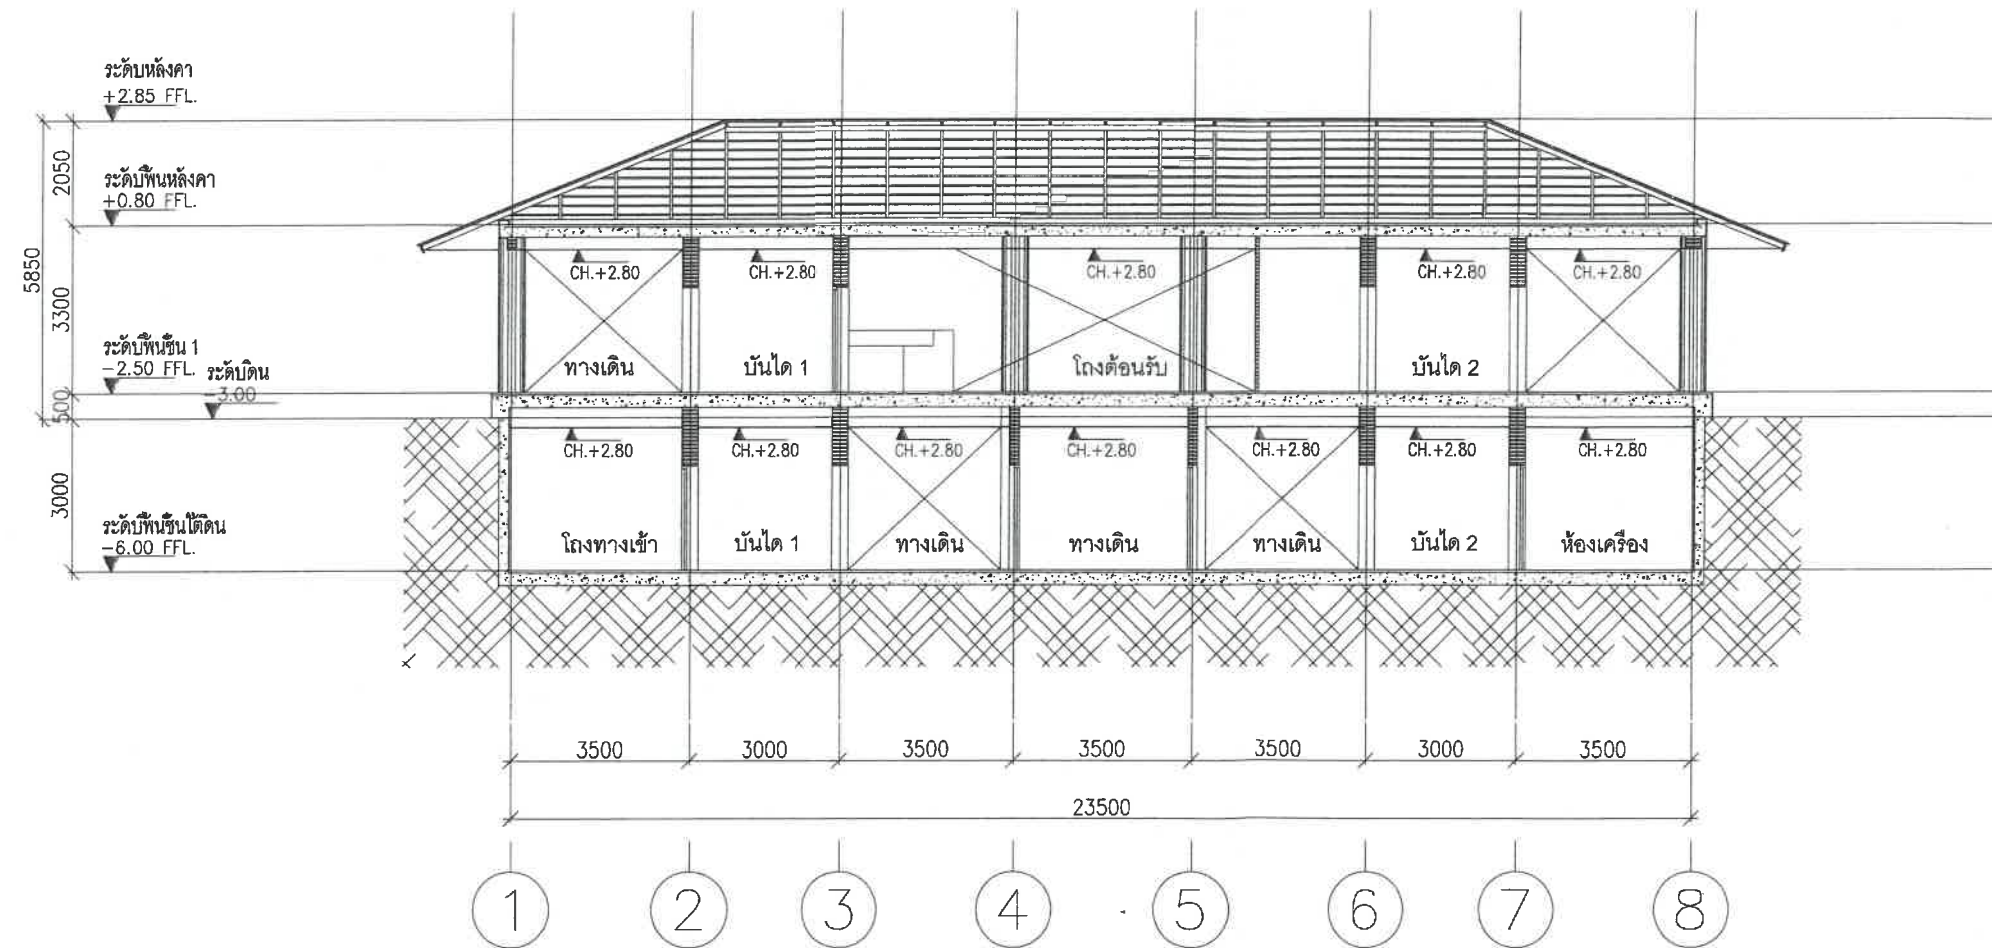 ระดับหลังคา
+2.85 FFL.
2050
ระดับพื้นหลังคา
+0.80 FFL.
5850
3300
CH.+2.80 CH.+2.80 CH.+2.80 CH.+2.80 CH.+2.80
ระดับพื้นชั้น 1
-2.50 FFL.
ระดับดิน
-3.00
ทางเดิน บันได 1 โถงต้อนรับ บันได 2
500
CH.+2.80 CH.+2.80 CH.+2.80 CH.+2.80 CH.+2.80 CH.+2.80 CH.+2.80
3000
ระดับพื้นชั้นใต้ดิน
-6.00 FFL.
โถงทางเข้า บันได 1 ทางเดิน ทางเดิน ทางเดิน บันได 2 ห้องเครื่อง
3500 3000 3500 3500 3500 3000 3500
23500
1 2 3 4 5 6 7 8